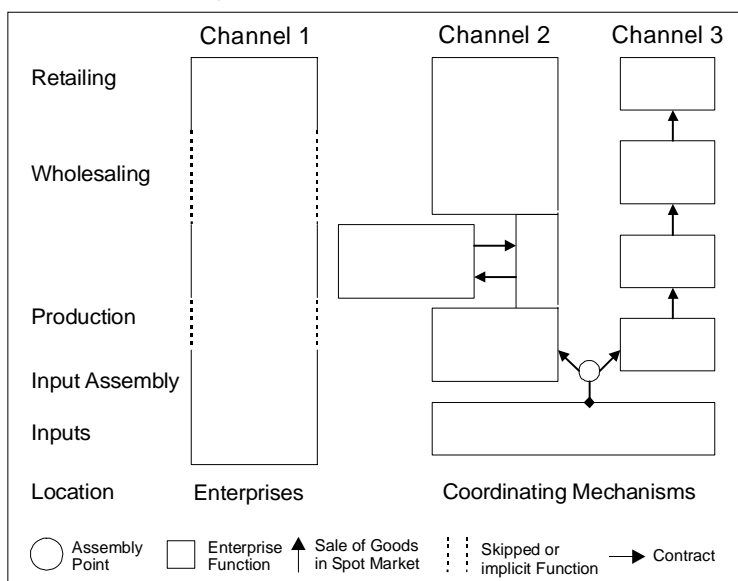 Channel 1 Channel 2 Channel 3
Retailing
Wholesaling
Production
Input Assembly
Inputs
Location Enterprises Coordinating Mechanisms
Assembly Point
Enterprise Function
Sale of Goods in Spot Market
Skipped or implicit Function
Contract